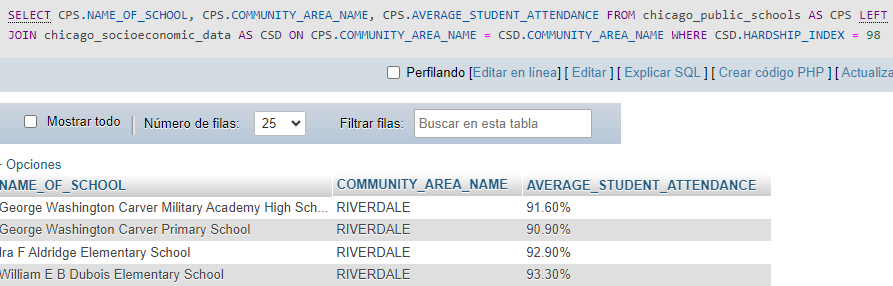 SELECT CPS.NAME_OF_SCHOOL, CPS.COMMUNITY_AREA_NAME, CPS.AVERAGE_STUDENT_ATTENDANCE FROM chicago_public_schools AS CPS LEFT
JOIN chicago_socioeconomic_data AS CSD ON CPS.COMMUNITY_AREA_NAME = CSD.COMMUNITY_AREA_NAME WHERE CSD.HARDSHIP_INDEX = 98
Perfilando [Editar en línea] [ Editar ] [ Explicar SQL ] [ Crear código PHP ] [ Actualiza
Mostrar todo | Número de filas: 25 Filtrar filas: Buscar en esta tabla
Opciones
NAME_OF_SCHOOL COMMUNITY_AREA_NAME AVERAGE_STUDENT_ATTENDANCE
George Washington Carver Military Academy High Sch... RIVERDALE 91.60%
George Washington Carver Primary School RIVERDALE 90.90%
Ira F Aldridge Elementary School RIVERDALE 92.90%
William E B Dubois Elementary School RIVERDALE 93.30%